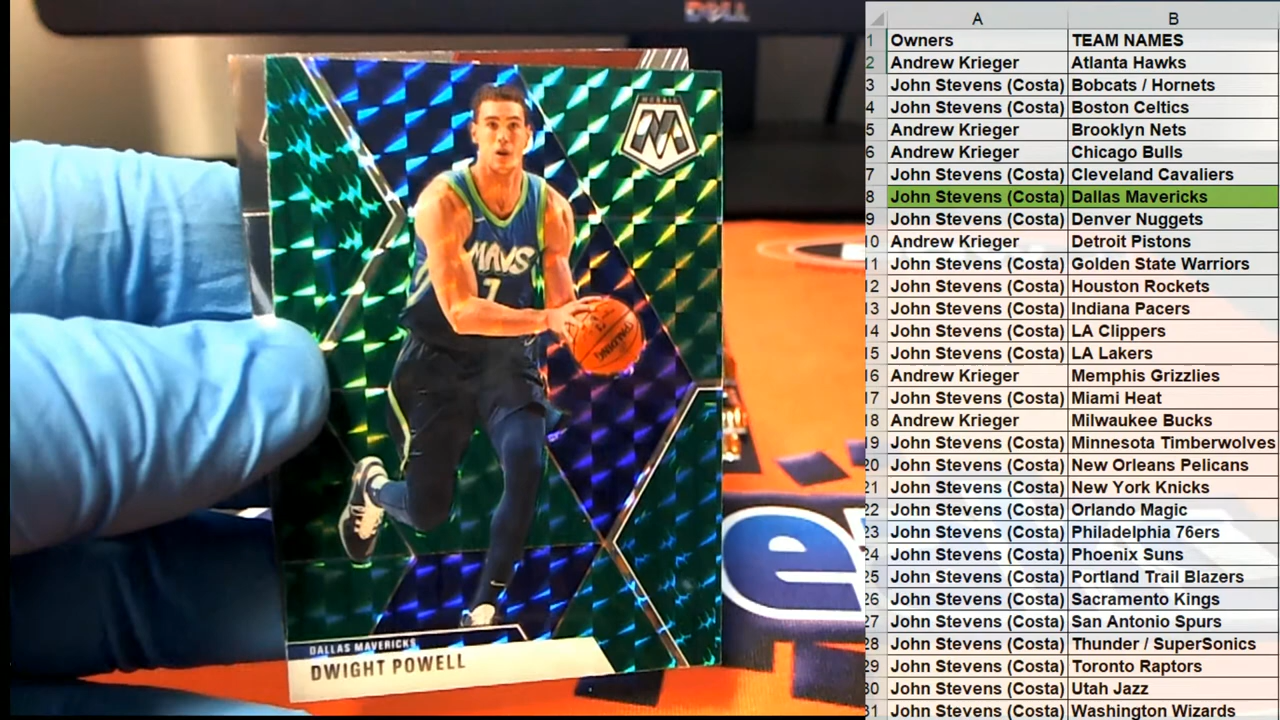 DELL
MOSAIC
M
MAVS
7
SPALDING
DALLAS MAVERICKS
DWIGHT POWELL
e
A B
1 Owners TEAM NAMES
2 Andrew Krieger Atlanta Hawks
3 John Stevens (Costa) Bobcats / Hornets
4 John Stevens (Costa) Boston Celtics
5 Andrew Krieger Brooklyn Nets
6 Andrew Krieger Chicago Bulls
7 John Stevens (Costa) Cleveland Cavaliers
8 John Stevens (Costa) Dallas Mavericks
9 John Stevens (Costa) Denver Nuggets
10 Andrew Krieger Detroit Pistons
11 John Stevens (Costa) Golden State Warriors
12 John Stevens (Costa) Houston Rockets
13 John Stevens (Costa) Indiana Pacers
14 John Stevens (Costa) LA Clippers
15 John Stevens (Costa) LA Lakers
16 Andrew Krieger Memphis Grizzlies
17 John Stevens (Costa) Miami Heat
18 Andrew Krieger Milwaukee Bucks
19 John Stevens (Costa) Minnesota Timberwolves
20 John Stevens (Costa) New Orleans Pelicans
21 John Stevens (Costa) New York Knicks
22 John Stevens (Costa) Orlando Magic
23 John Stevens (Costa) Philadelphia 76ers
24 John Stevens (Costa) Phoenix Suns
25 John Stevens (Costa) Portland Trail Blazers
26 John Stevens (Costa) Sacramento Kings
27 John Stevens (Costa) San Antonio Spurs
28 John Stevens (Costa) Thunder / SuperSonics
29 John Stevens (Costa) Toronto Raptors
30 John Stevens (Costa) Utah Jazz
31 John Stevens (Costa) Washington Wizards